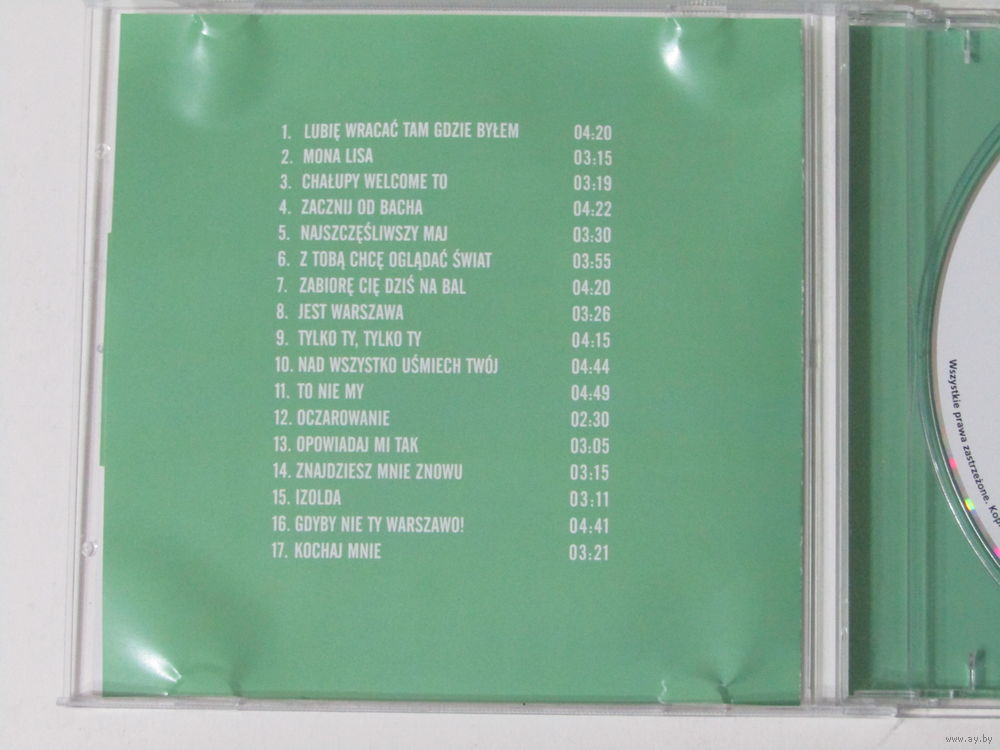 1. LUBIĘ WRACAĆ TAM GDZIE BYŁEM 04:20
2. MONA LISA 03:15
3. CHAŁUPY WELCOME TO 03:19
4. ZACZNIJ OD BACHA 04:22
5. NAJSZCZĘŚLIWSZY MAJ 03:30
6. Z TOBĄ CHCĘ OGLĄDAĆ ŚWIAT 03:55
7. ZABIORĘ CIĘ DZIŚ NA BAL 04:20
8. JEST WARSZAWA 03:26
9. TYLKO TY, TYLKO TY 04:15
10. NAD WSZYSTKO UŚMIECH TWÓJ 04:44
11. TO NIE MY 04:49
12. OCZAROWANIE 02:30
13. OPOWIADAJ MI TAK 03:05
14. ZNAJDZIESZ MNIE ZNOWU 03:15
15. IZOLDA 03:11
16. GDYBY NIE TY WARSZAWO! 04:41
17. KOCHAJ MNIE 03:21
Wszystkie prawa zastrzeżone.
www.ay.by